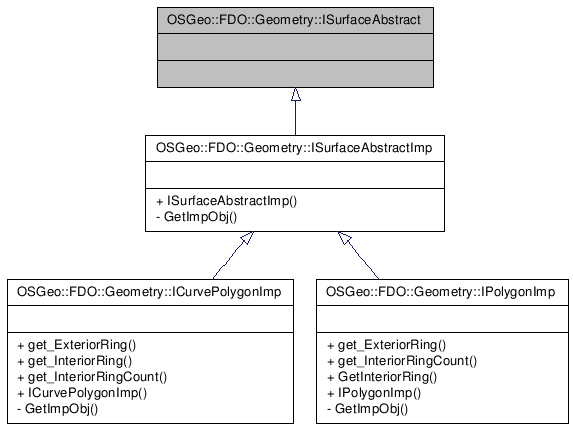 OSGeo::FDO::Geometry::ISurfaceAbstract
OSGeo::FDO::Geometry::ISurfaceAbstractImp
+ ISurfaceAbstractImp()
- GetImpObj()
OSGeo::FDO::Geometry::ICurvePolygonImp
+ get_ExteriorRing()
+ get_InteriorRing()
+ get_InteriorRingCount()
+ ICurvePolygonImp()
- GetImpObj()
OSGeo::FDO::Geometry::IPolygonImp
+ get_ExteriorRing()
+ get_InteriorRingCount()
+ GetInteriorRing()
+ IPolygonImp()
- GetImpObj()